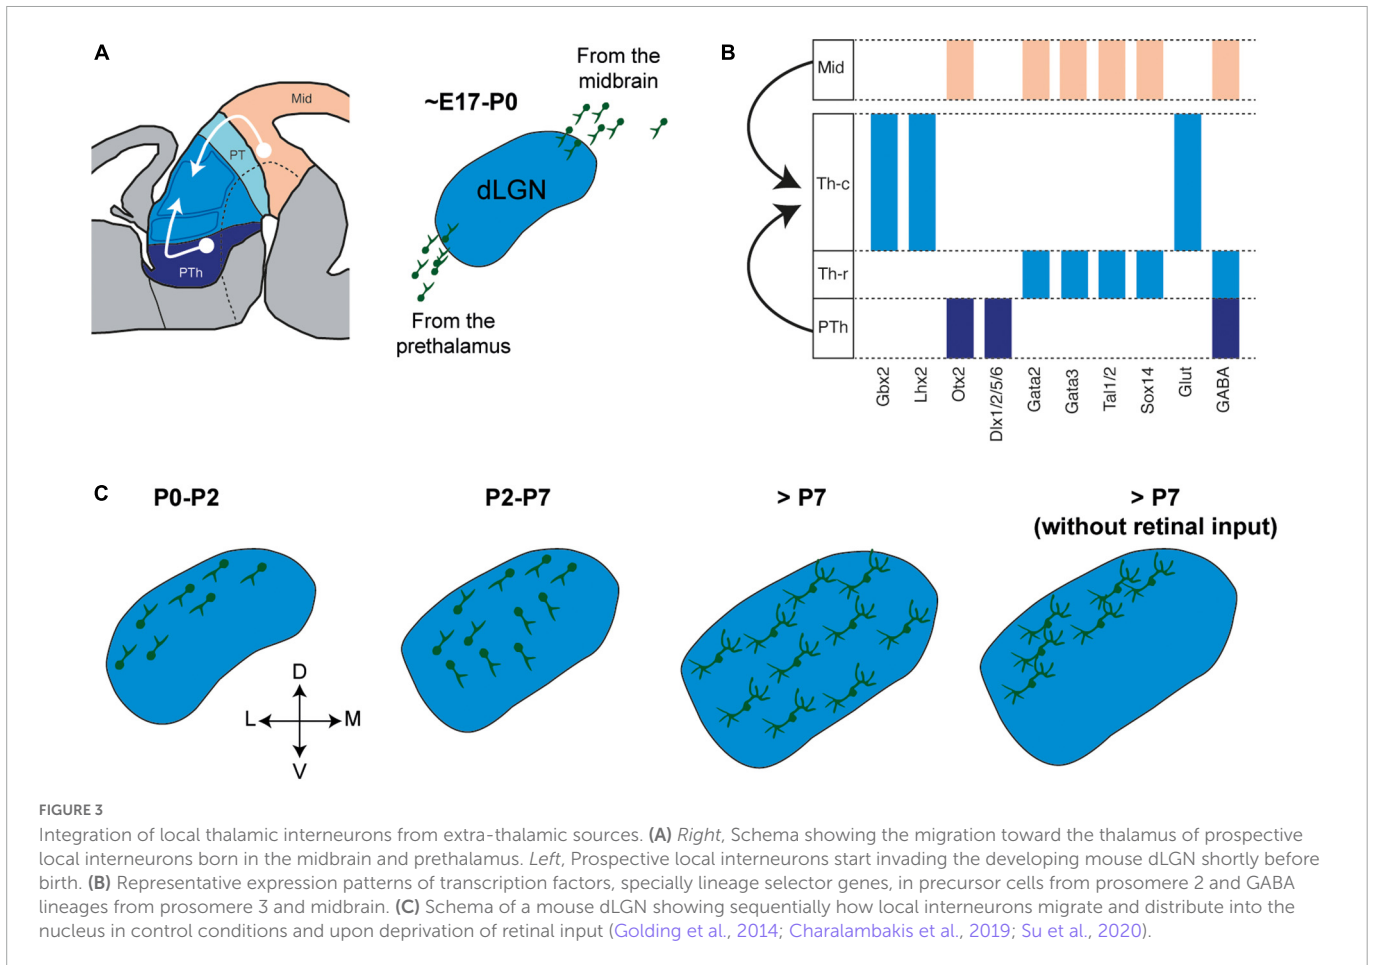 A
Mid
PT
PTh
~E17-P0
From the
midbrain
dLGN
From the
prethalamus
B
Mid
Th-c
Th-r
PTh
Gbx2
Lhx2
Otx2
Dlx1/2/5/6
Gata2
Gata3
Tal1/2
Sox14
Glut
GABA
C
P0-P2
P2-P7
> P7
> P7
(without retinal input)
D
L
M
V
FIGURE 3
Integration of local thalamic interneurons from extra-thalamic sources. (A) Right, Schema showing the migration toward the thalamus of prospective
local interneurons born in the midbrain and prethalamus. Left, Prospective local interneurons start invading the developing mouse dLGN shortly before
birth. (B) Representative expression patterns of transcription factors, specially lineage selector genes, in precursor cells from prosomere 2 and GABA
lineages from prosomere 3 and midbrain. (C) Schema of a mouse dLGN showing sequentially how local interneurons migrate and distribute into the
nucleus in control conditions and upon deprivation of retinal input (Golding et al., 2014; Charalambakis et al., 2019; Su et al., 2020).